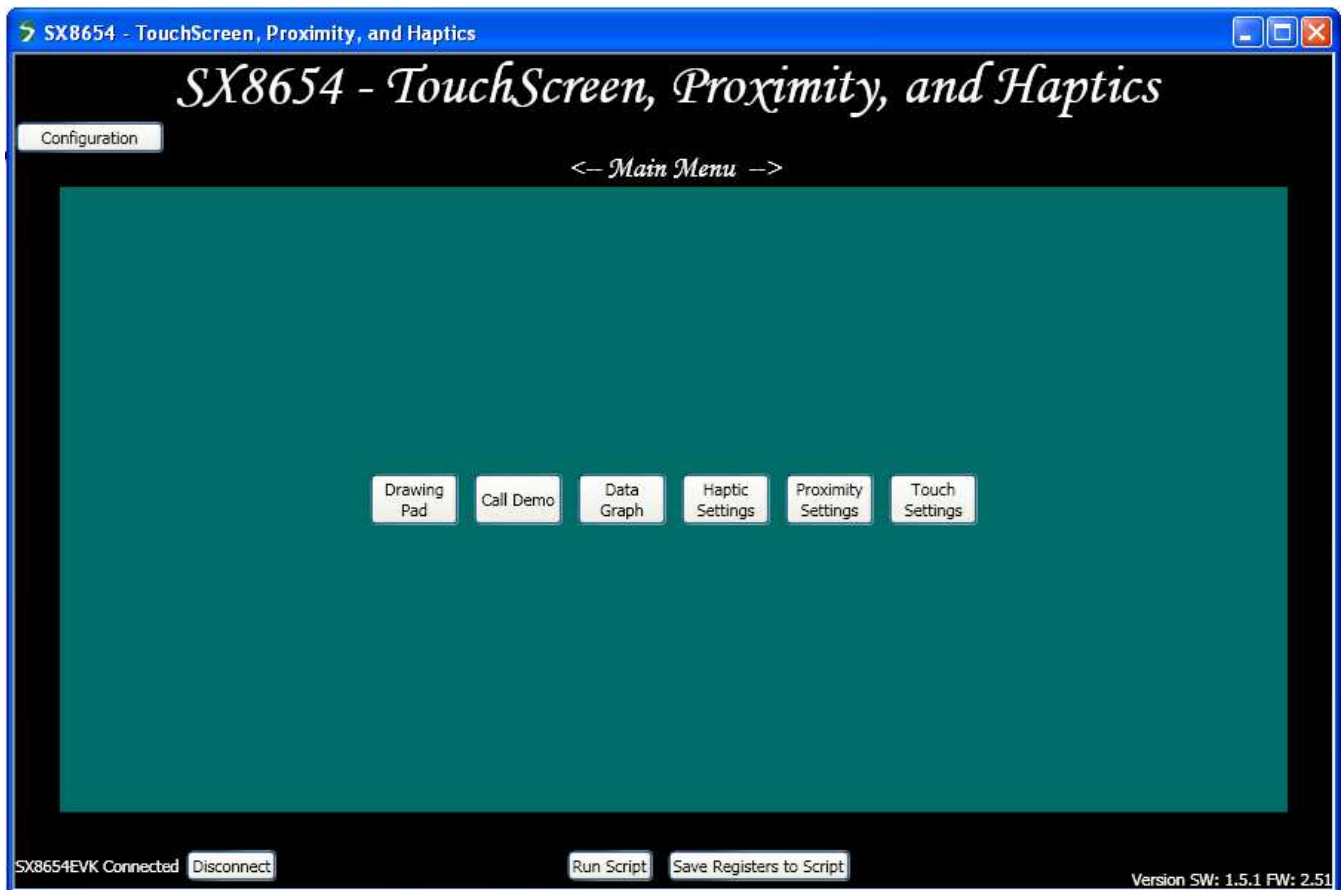 SX8654 - TouchScreen, Proximity, and Haptics
SX8654 - TouchScreen, Proximity, and Haptics
Configuration
<-- Main Menu -->
Drawing Pad
Call Demo
Data Graph
Haptic Settings
Proximity Settings
Touch Settings
SX8654EVK Connected
Disconnect
Run Script
Save Registers to Script
Version SW: 1.5.1 FW: 2.51